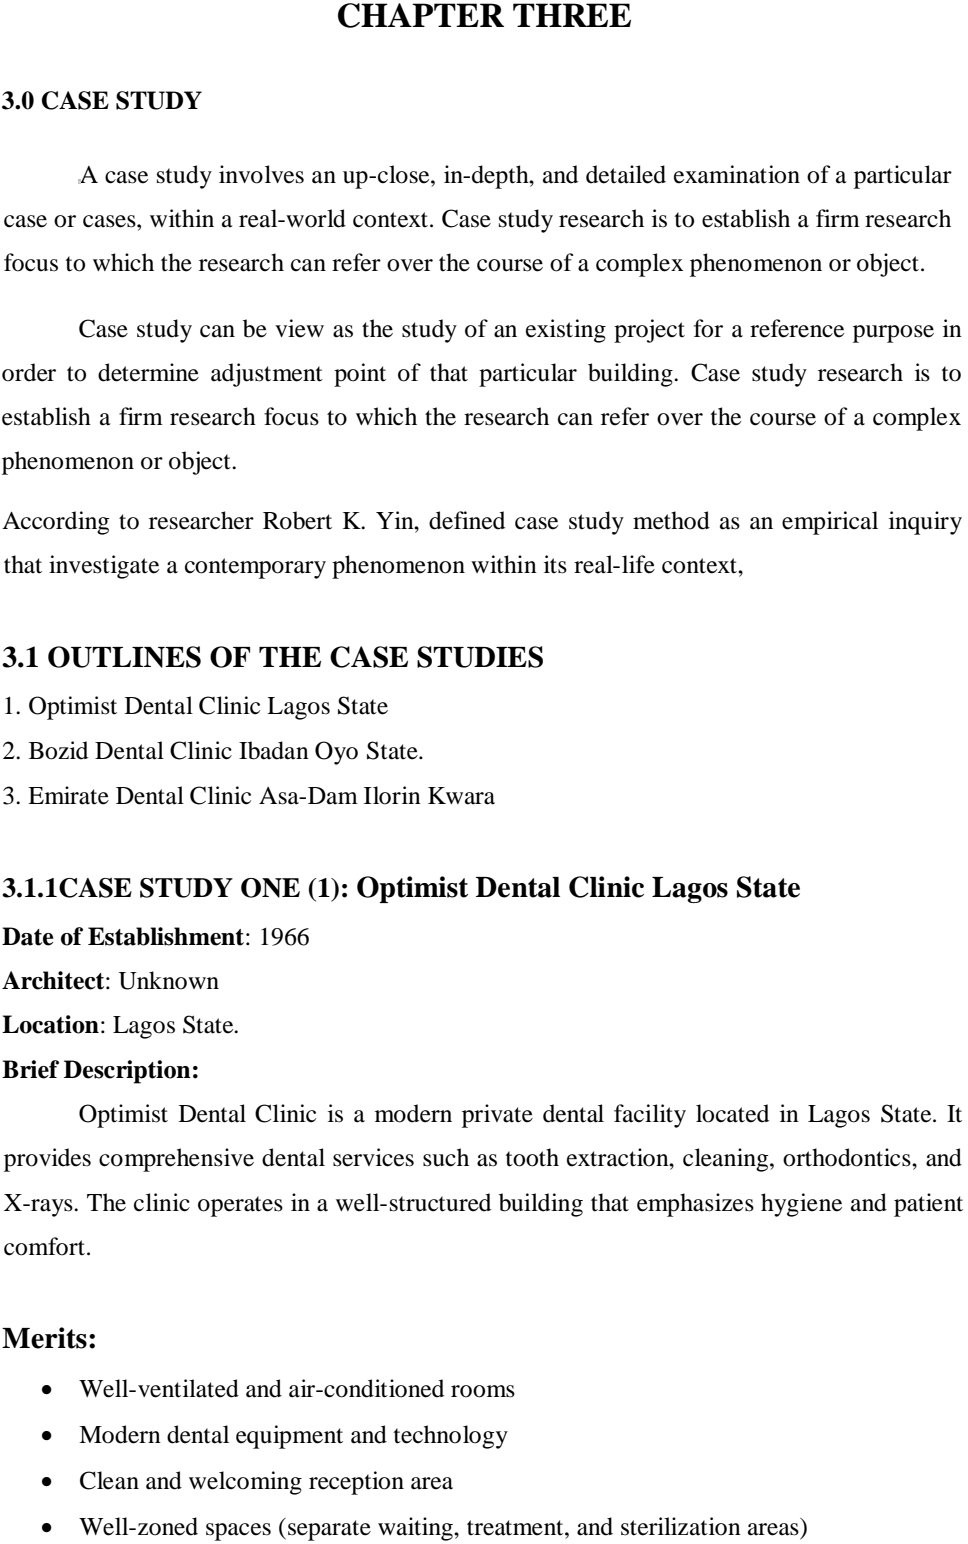 CHAPTER THREE
3.0 CASE STUDY
A case study involves an up-close, in-depth, and detailed examination of a particular
case or cases, within a real-world context. Case study research is to establish a firm research
focus to which the research can refer over the course of a complex phenomenon or object.
Case study can be view as the study of an existing project for a reference purpose in
order to determine adjustment point of that particular building. Case study research is to
establish a firm research focus to which the research can refer over the course of a complex
phenomenon or object.
According to researcher Robert K. Yin, defined case study method as an empirical inquiry
that investigate a contemporary phenomenon within its real-life context,
3.1 OUTLINES OF THE CASE STUDIES
1. Optimist Dental Clinic Lagos State
2. Bozid Dental Clinic Ibadan Oyo State.
3. Emirate Dental Clinic Asa-Dam Ilorin Kwara
3.1.1CASE STUDY ONE (1): Optimist Dental Clinic Lagos State
Date of Establishment: 1966
Architect: Unknown
Location: Lagos State.
Brief Description:
Optimist Dental Clinic is a modern private dental facility located in Lagos State. It
provides comprehensive dental services such as tooth extraction, cleaning, orthodontics, and
X-rays. The clinic operates in a well-structured building that emphasizes hygiene and patient
comfort.
Merits:
• Well-ventilated and air-conditioned rooms
• Modern dental equipment and technology
• Clean and welcoming reception area
• Well-zoned spaces (separate waiting, treatment, and sterilization areas)